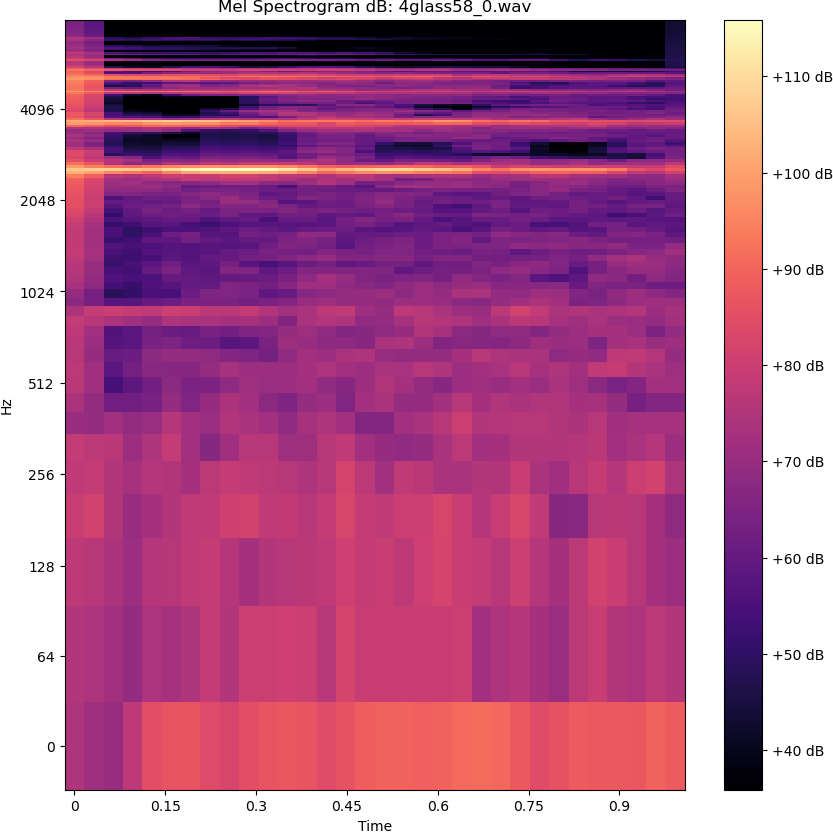 Mel Spectrogram dB: 4glass58_0.wav
Hz
4096
2048
1024
512
256
128
64
0
0
0.15
0.3
0.45
0.6
0.75
0.9
Time
+110 dB
+100 dB
+90 dB
+80 dB
+70 dB
+60 dB
+50 dB
+40 dB